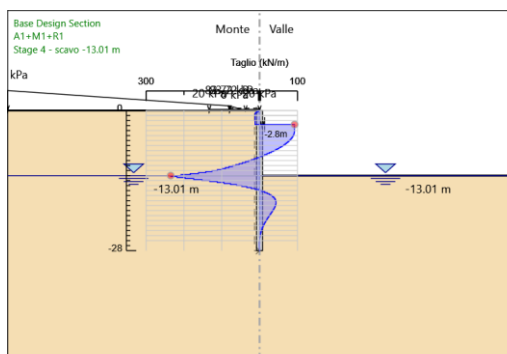 Base Design Section
A1+M1+R1
Stage 4 - scavo -13.01 m
Monte
Valle
Taglio (kN/m)
kPa
300
100
0
20 kPa
-2.8m
-13.01 m
-13.01 m
-28